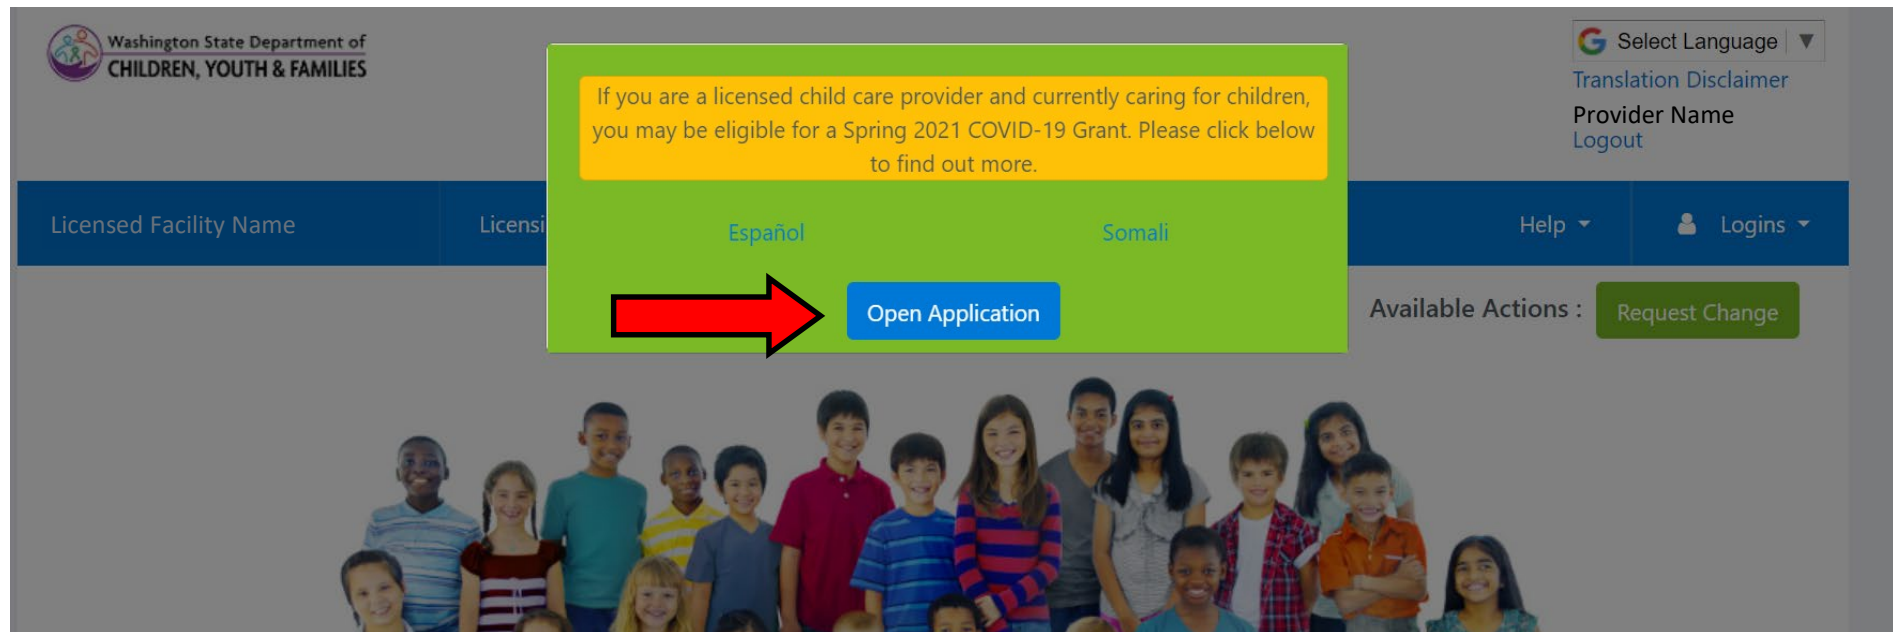 Washington State Department of
CHILDREN, YOUTH & FAMILIES
Select Language
Translation Disclaimer
Provider Name
Logout
If you are a licensed child care provider and currently caring for children,
you may be eligible for a Spring 2021 COVID-19 Grant. Please click below
to find out more.
Licensed Facility Name
Licensi
Español
Somali
Help
Logins
Open Application
Available Actions :
Request Change